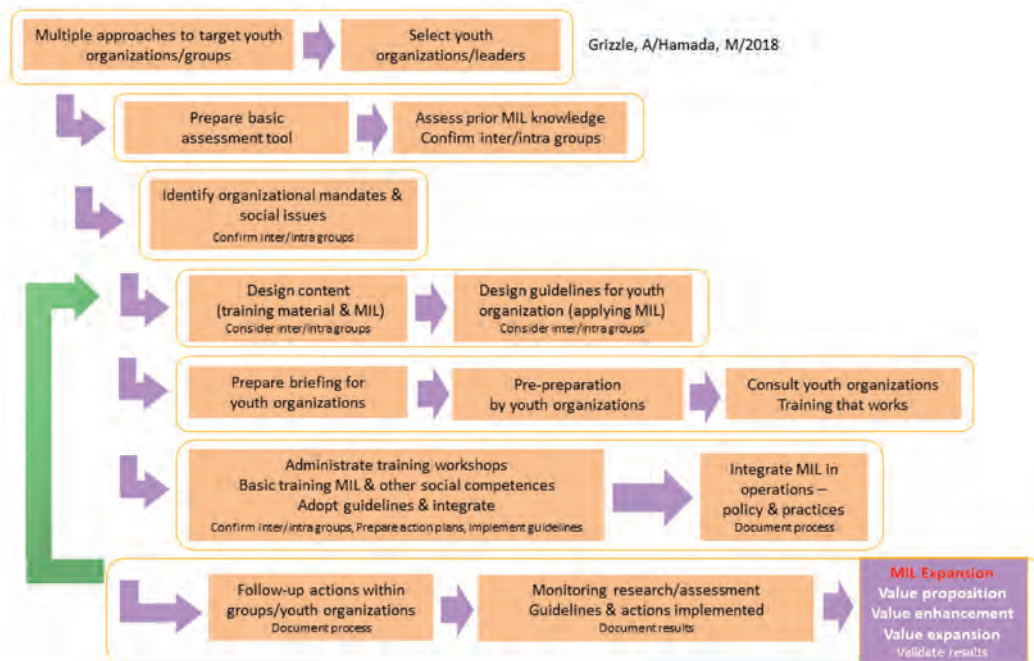 Multiple approaches to target youth
organizations/groups
Select youth
organizations/leaders
Grizzle, A/Hamada, M/2018
Prepare basic
assessment tool
Assess prior MIL knowledge
Confirm inter/intra groups
Identify organizational mandates &
social issues
Confirm inter/intra groups
Design content
(training material & MIL)
Consider inter/intra groups
Design guidelines for youth
organization (applying MIL)
Consider inter/intra groups
Prepare briefing for
youth organizations
Pre-preparation
by youth organizations
Consult youth organizations
Training that works
Administrate training workshops
Basic training MIL & other social competences
Adopt guidelines & integrate
Confirm inter/intra groups, Prepare action plans, Implement guidelines
Integrate MIL in
operations –
policy & practices
Document process
Follow-up actions within
groups/youth organizations
Document process
Monitoring research/assessment
Guidelines & actions implemented
Document results
MIL Expansion
Value proposition
Value enhancement
Value expansion
Validate results